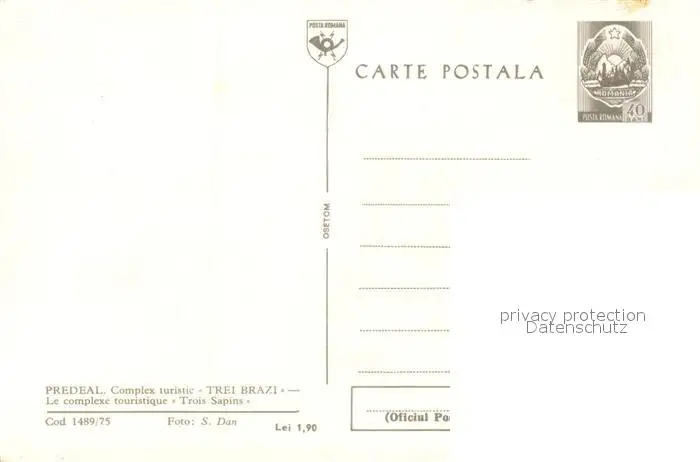 POSTA ROMANA
CARTE POSTALA
ROMANIA
POSTA ROMANA 40
OSETOM
privacy protection
Datenschutz
PREDEAL. Complex turistic « TREI BRAZI » —
Le complexe touristique « Trois Sapins »
Cod 1489/75 Foto: S. Dan
Lei 1,90
(Oficiul Po